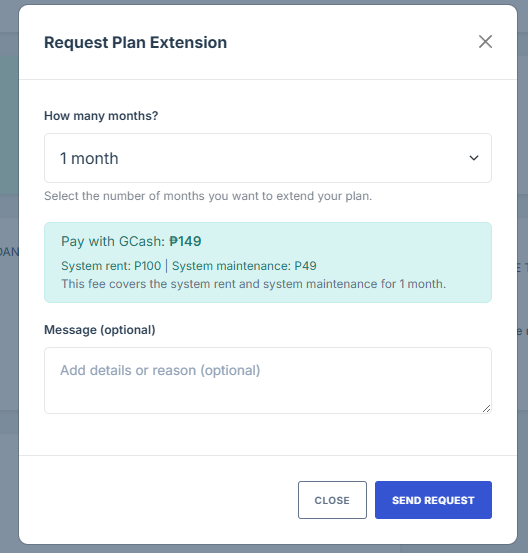 Request Plan Extension
How many months?
1 month
Select the number of months you want to extend your plan.
Pay with GCash: ₱149
System rent: P100 | System maintenance: P49
This fee covers the system rent and system maintenance for 1 month.
Message (optional)
Add details or reason (optional)
CLOSE
SEND REQUEST